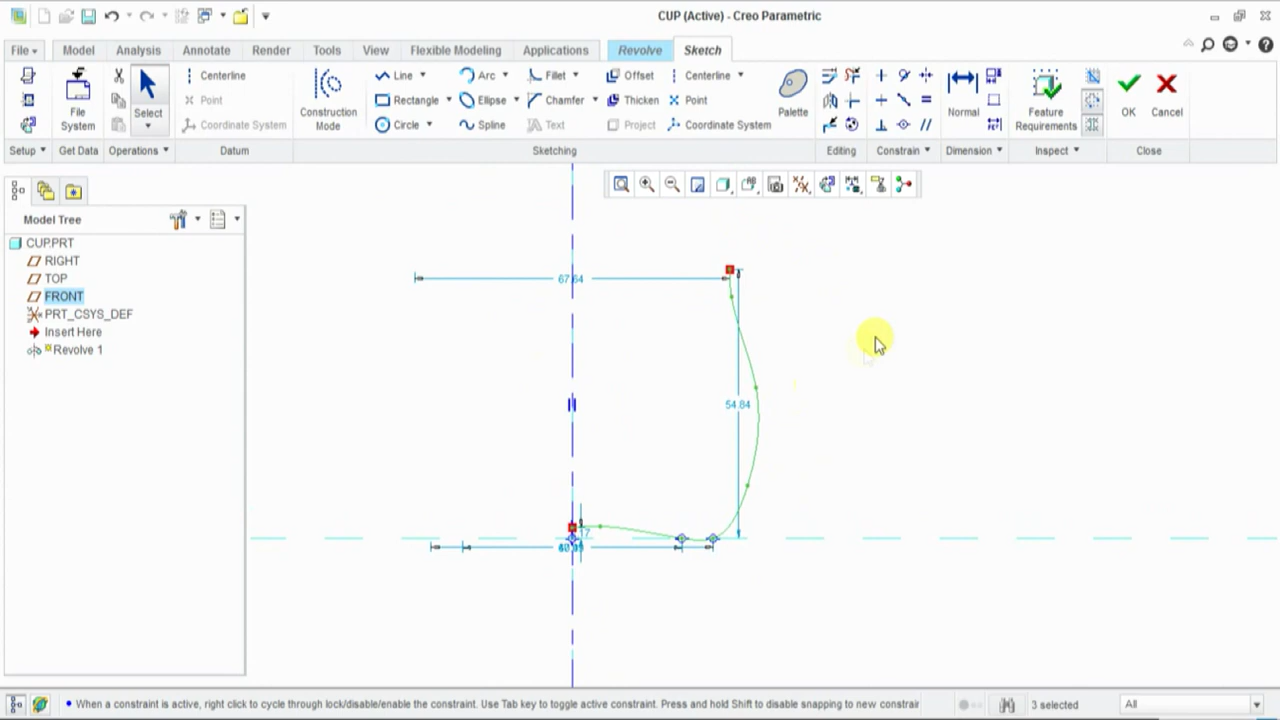 CUP (Active) - Creo Parametric
File Model Analysis Annotate Render Tools View Flexible Modeling Applications Revolve Sketch
Centerline Line Arc Fillet Offset Centerline
Point Rectangle Ellipse Chamfer Thicken Point
Coordinate System Circle Spline Text Project Coordinate System
File System
Select
Construction Mode
Palette
Normal
Feature Requirements
OK
Cancel
Setup Get Data Operations Datum Sketching Editing Constrain Dimension Inspect Close
Model Tree
CUP.PRT
RIGHT
TOP
FRONT
PRT_CSYS_DEF
Insert Here
Revolve 1
67.64
54.84
When a constraint is active, right click to cycle through lock/disable/enable the constraint. Use Tab key to toggle active constraint. Press and hold Shift to disable snapping to new constrair
3 selected
All